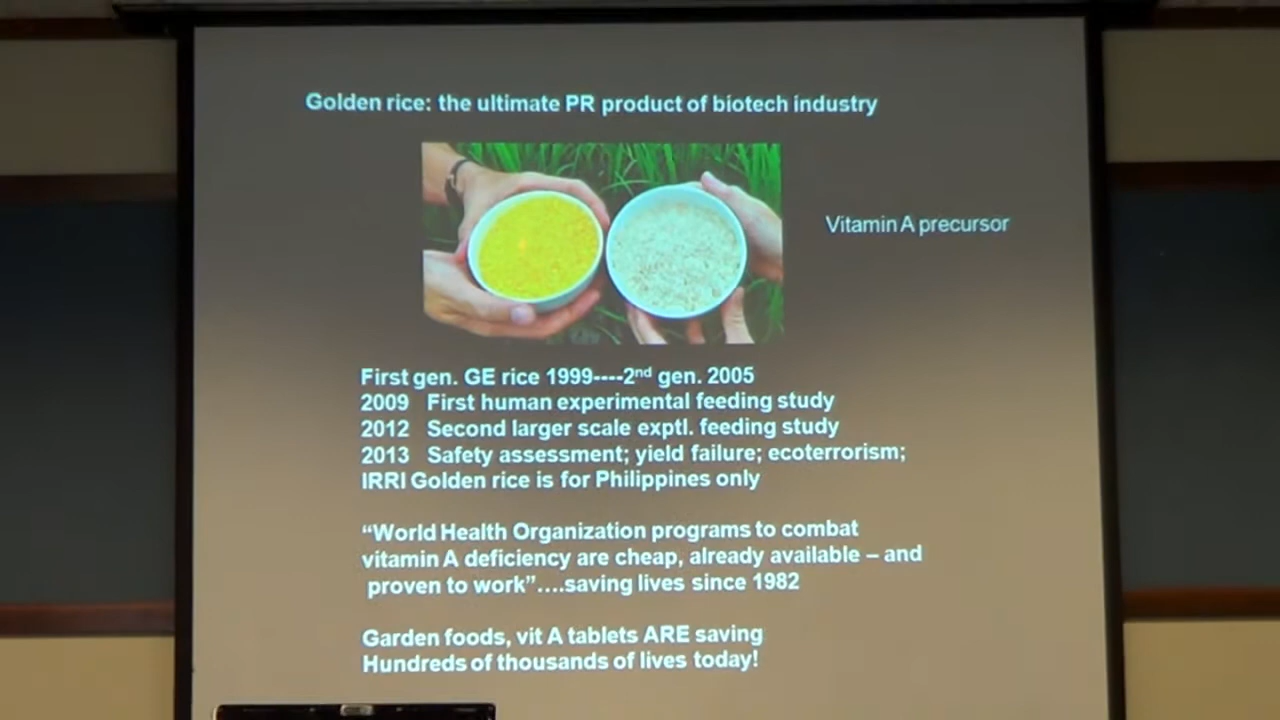 Golden rice: the ultimate PR product of biotech industry
Vitamin A precursor
First gen. GE rice 1999----2nd gen. 2005
2009 First human experimental feeding study
2012 Second larger scale exptl. feeding study
2013 Safety assessment; yield failure; ecoterrorism;
IRRI Golden rice is for Philippines only
“World Health Organization programs to combat
vitamin A deficiency are cheap, already available – and
proven to work”....saving lives since 1982
Garden foods, vit A tablets ARE saving
Hundreds of thousands of lives today!